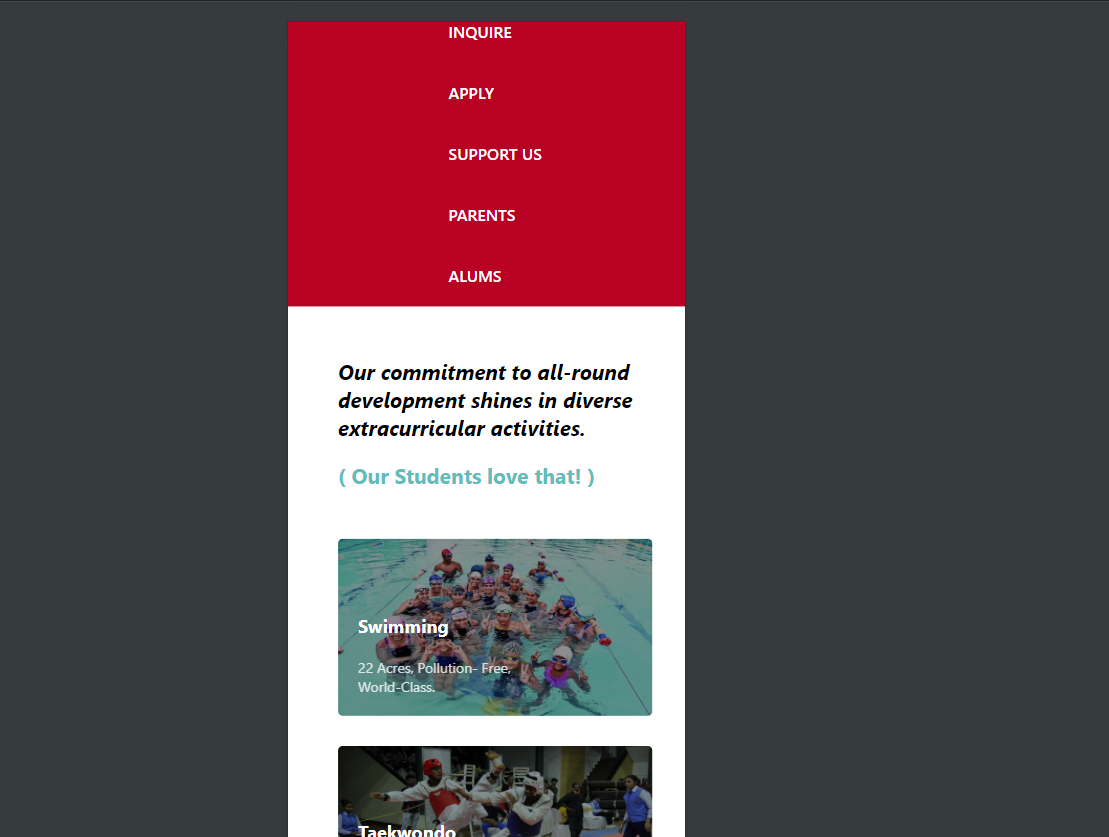 INQUIRE
APPLY
SUPPORT US
PARENTS
ALUMS
Our commitment to all-round
development shines in diverse
extracurricular activities.
( Our Students love that! )
Swimming
22 Acres, Pollution- Free,
World-Class.
Taekwondo